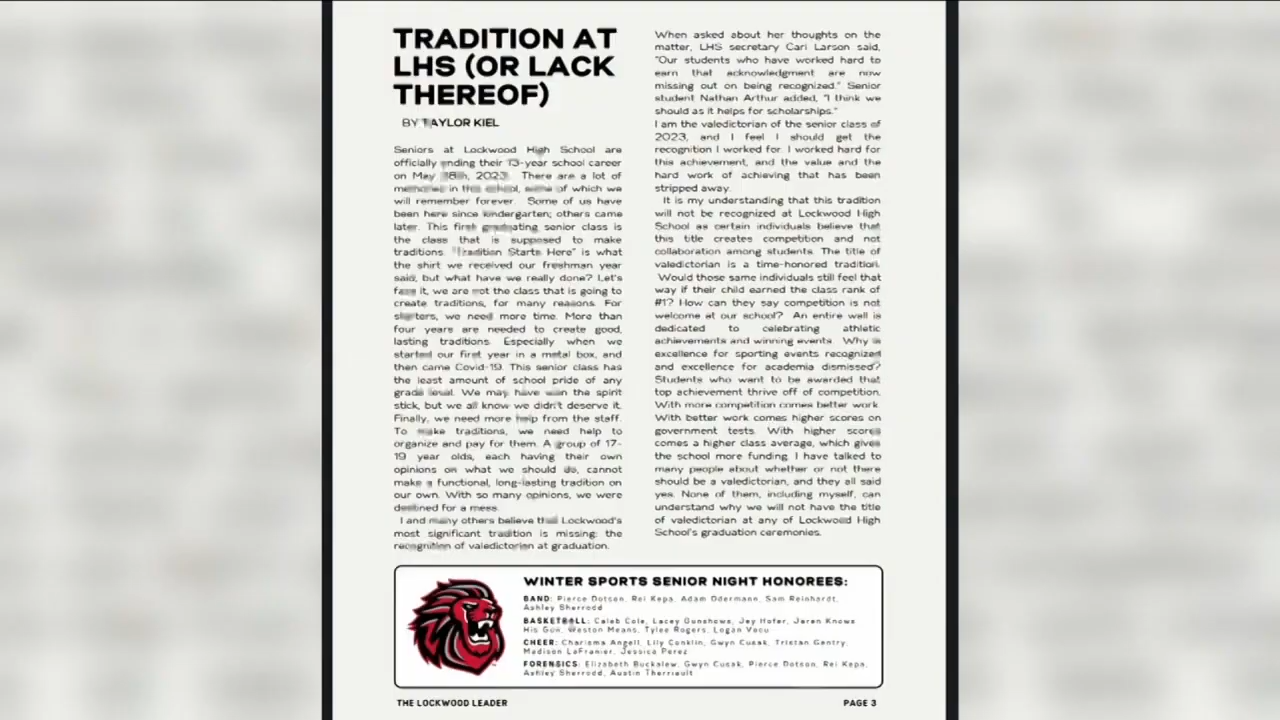 TRADITION AT
LHS (OR LACK
THEREOF)
BY TAYLOR KIEL
Seniors at Lockwood High School are
officially ending their 13-year school career
on May 18th, 2023. There are a lot of
memories in this school, some of which we
will remember forever. Some of us have
been here since kindergarten; others came
later. This first graduating senior class is
the class that is supposed to make
traditions. "Tradition Starts Here" is what
the shirt we received our freshman year
said, but what have we really done? Let's
face it, we are not the class that is going to
create traditions, for many reasons. For
starters, we need more time. More than
four years are needed to create good,
lasting traditions. Especially when we
started our first year in a metal box, and
then came Covid-19. This senior class has
the least amount of school pride of any
grade level. We may have won the spirit
stick, but we all know we didn't deserve it.
Finally, we need more help from the staff.
To make traditions, we need help to
organize and pay for them. A group of 17-
19 year olds, each having their own
opinions on what we should do, cannot
make a functional, long-lasting tradition on
our own. With so many opinions, we were
destined for a mess.
I and many others believe that Lockwood's
most significant tradition is missing: the
recognition of valedictorian at graduation.
When asked about her thoughts on the
matter, LHS secretary Cari Larson said,
"Our students who have worked hard to
earn that acknowledgment are now
missing out on being recognized." Senior
student Nathan Arthur added, "I think we
should as it helps for scholarships."
I am the valedictorian of the senior class of
2023, and I feel I should get the
recognition I worked for. I worked hard for
this achievement, and the value and the
hard work of achieving that has been
stripped away.
It is my understanding that this tradition
will not be recognized at Lockwood High
School as certain individuals believe that
this title creates competition and not
collaboration among students. The title of
valedictorian is a time-honored tradition.
Would those same individuals still feel that
way if their child earned the class rank of
#1? How can they say competition is not
welcome at our school? An entire wall is
dedicated to celebrating athletic
achievements and winning events. Why is
excellence for sporting events recognized
and excellence for academia dismissed?
Students who want to be awarded that
top achievement thrive off of competition.
With more competition comes better work.
With better work comes higher scores on
government tests. With higher scores
comes a higher class average, which gives
the school more funding. I have talked to
many people about whether or not there
should be a valedictorian, and they all said
yes. None of them, including myself, can
understand why we will not have the title
of valedictorian at any of Lockwood High
School's graduation ceremonies.
WINTER SPORTS SENIOR NIGHT HONOREES:
BAND: Pierce Dotson, Rei Kepa, Adam Odermann, Sam Reinhardt,
Ashley Sherrodd
BASKETBALL: Caleb Cole, Lacey Gunshows, Jay Hofer, Jaren Knows
His Gun, Weston Means, Tylee Rogers, Logan Vacu
CHEER: Charisma Angell, Lily Conklin, Gwyn Cusak, Tristan Gentry,
Madison LaFranier, Jessica Perez
FORENSICS: Elizabeth Buckalew, Gwyn Cusak, Pierce Dotson, Rei Kepa,
Ashley Sherrodd, Austin Therriault
THE LOCKWOOD LEADER
PAGE 3